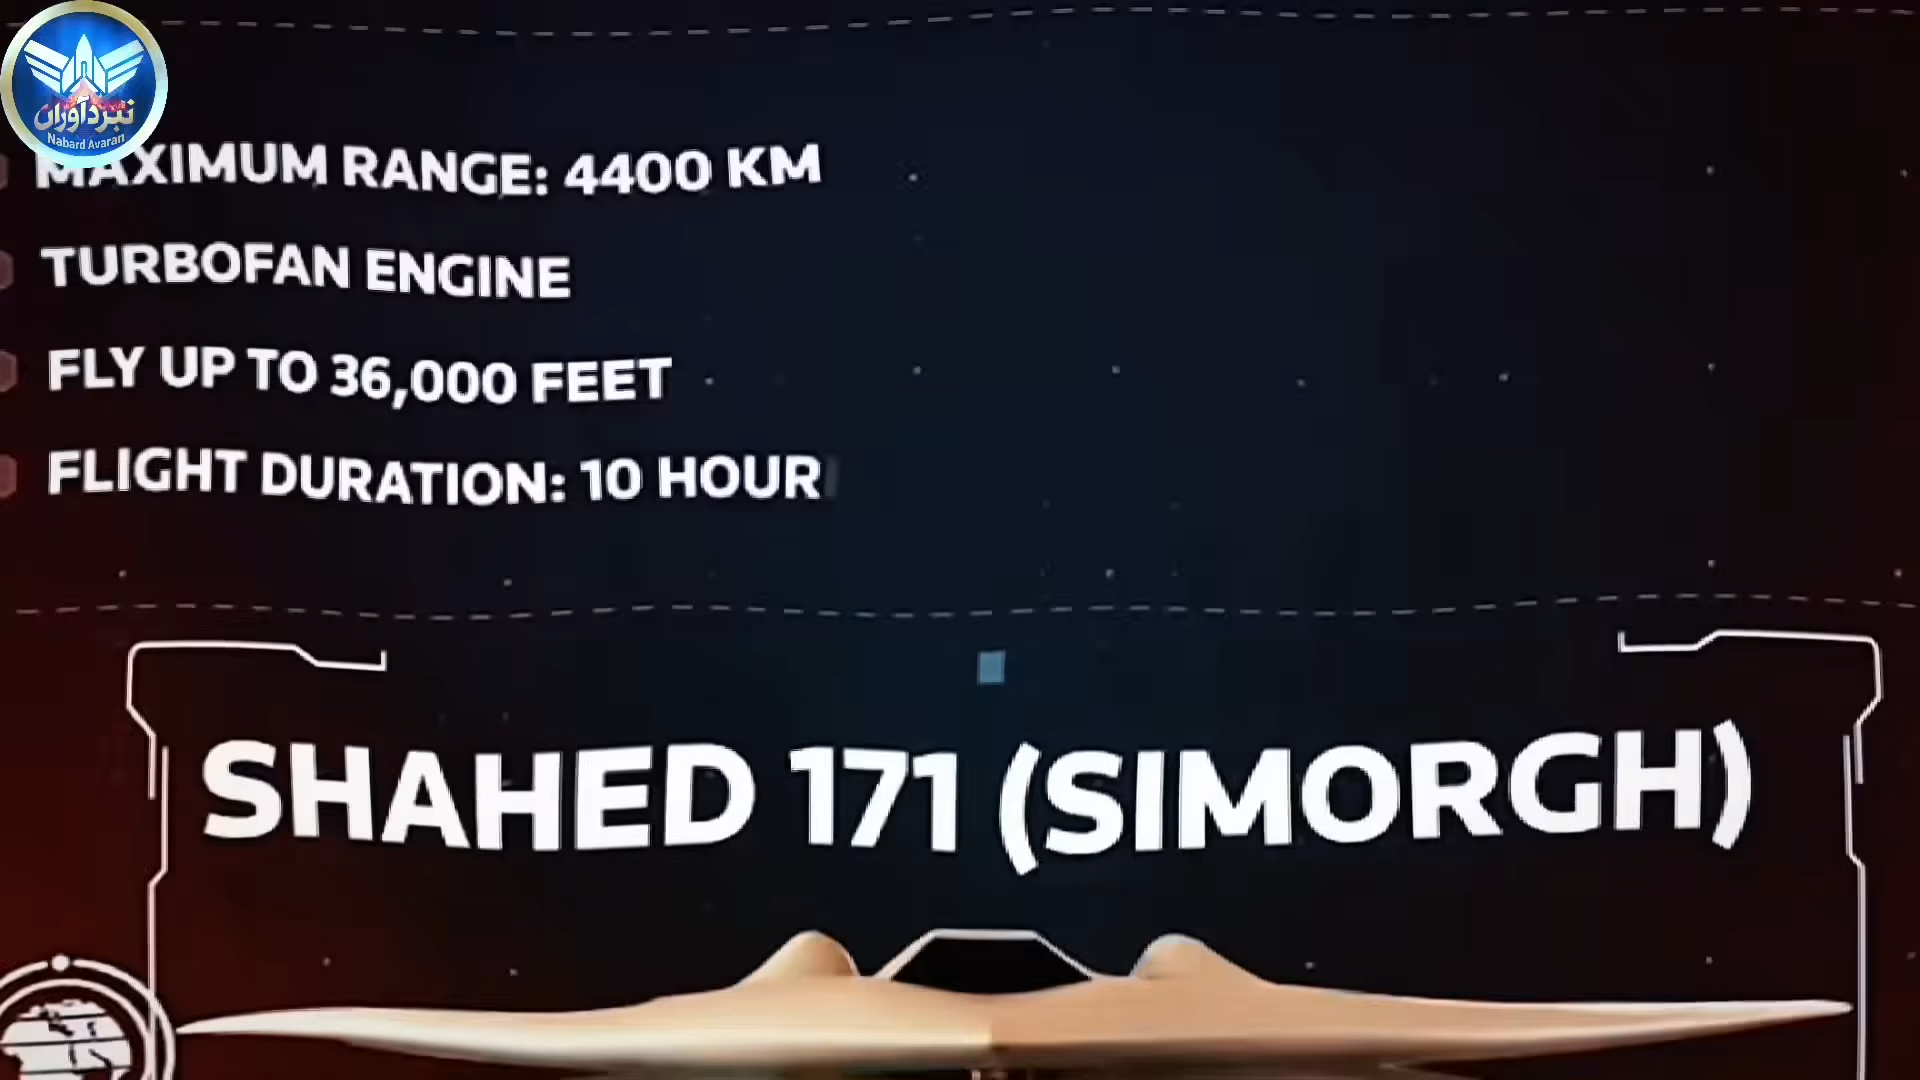 نبردآوران
Nabard Avaran
MAXIMUM RANGE: 4400 KM
TURBOFAN ENGINE
FLY UP TO 36,000 FEET
FLIGHT DURATION: 10 HOUR
SHAHED 171 (SIMORGH)